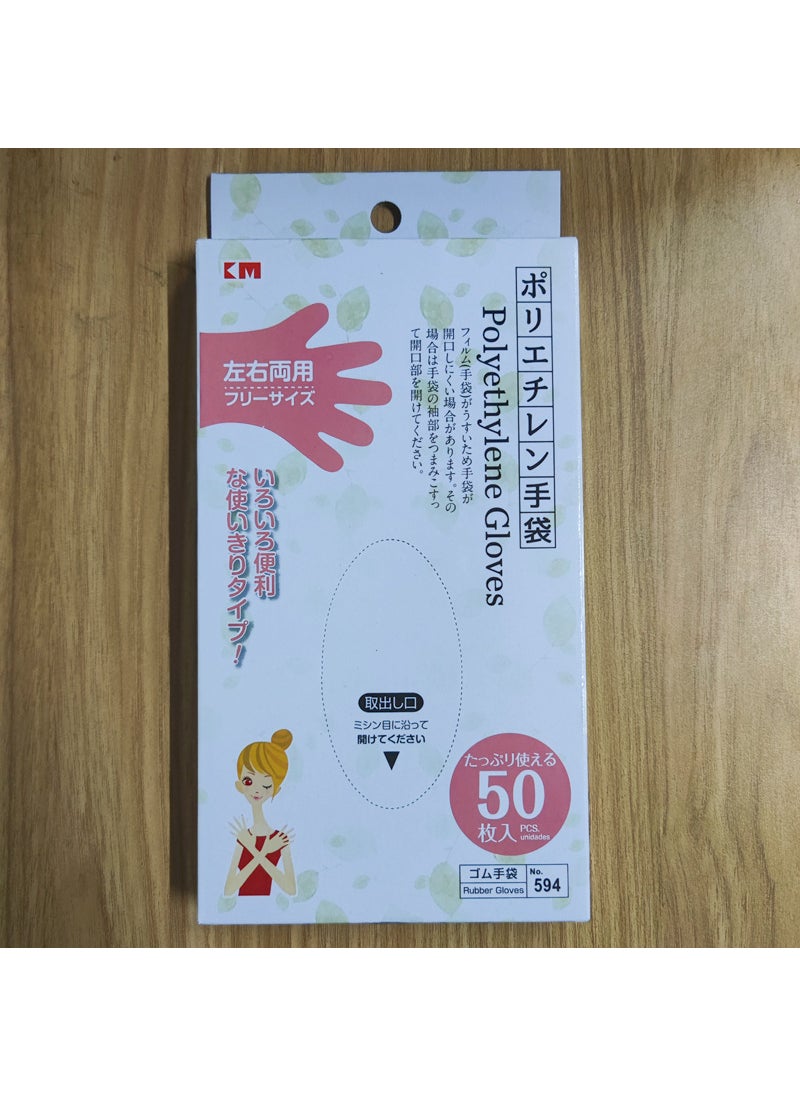 KM
ポリエチレン手袋
Polyethylene Gloves
フィルム(手袋)がうすいため手袋が
開口しにくい場合があります。その
場合は手袋の袖部をつまみこすっ
て開口部を開けてください。
左右両用
フリーサイズ
いろいろ便利
な使いきりタイプ!
取出し口
ミシン目に沿って
開けてください
たっぷり使える
50
枚入 PCS.
unidades
ゴム手袋 No.
Rubber Gloves 594